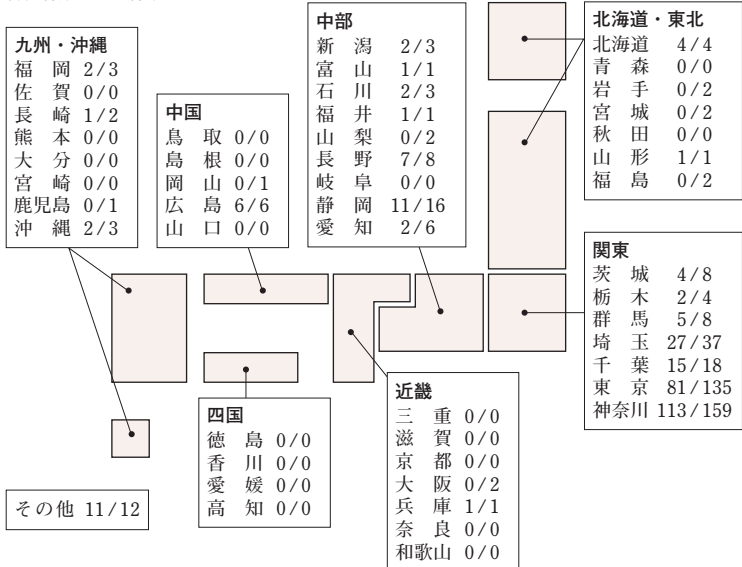 九州・沖縄
福岡 2/3
佐賀 0/0
長崎 1/2
熊本 0/0
大分 0/0
宮崎 0/0
鹿児島 0/1
沖縄 2/3
中国
鳥取 0/0
島根 0/0
岡山 0/1
広島 6/6
山口 0/0
中部
新潟 2/3
富山 1/1
石川 2/3
福井 1/1
山梨 0/2
長野 7/8
岐阜 0/0
静岡 11/16
愛知 2/6
北海道・東北
北海道 4/4
青森 0/0
岩手 0/2
宮城 0/2
秋田 0/0
山形 1/1
福島 0/2
関東
茨城 4/8
栃木 2/4
群馬 5/8
埼玉 27/37
千葉 15/18
東京 81/135
神奈川 113/159
近畿
三重 0/0
滋賀 0/0
京都 0/0
大阪 0/2
兵庫 1/1
奈良 0/0
和歌山 0/0
四国
徳島 0/0
香川 0/0
愛媛 0/0
高知 0/0
その他 11/12